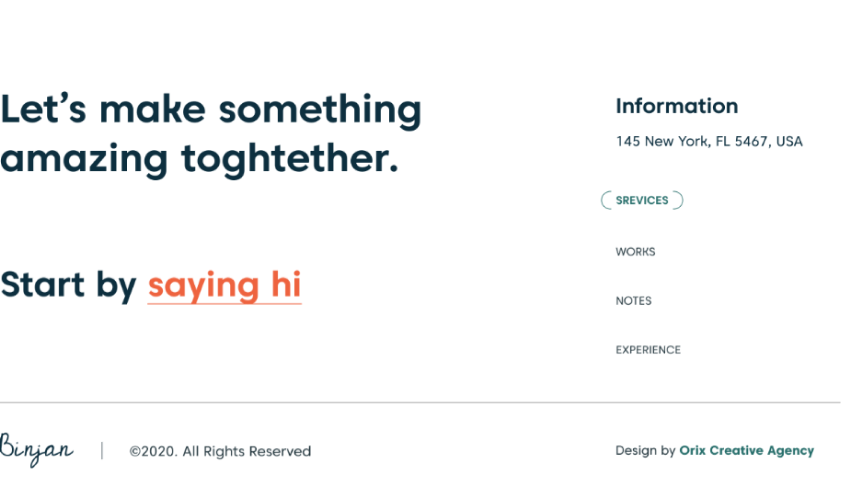 Let's make something
amazing toghtether.
Start by saying hi
Information
145 New York, FL 5467, USA
SREVICES
WORKS
NOTES
EXPERIENCE
Binjan
©2020. All Rights Reserved
Design by Orix Creative Agency